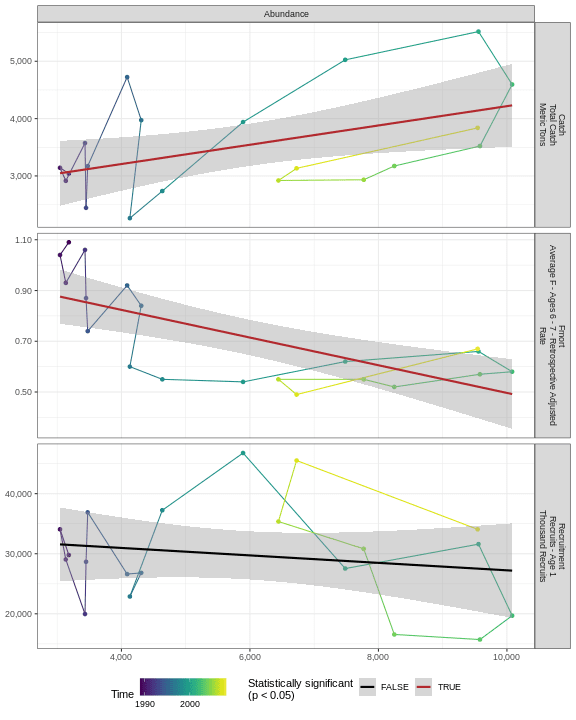 Abundance
5,000
4,000
3,000
Catch
Total Catch
Metric Tons
1.10
0.90
0.70
0.50
Fmort
Average F - Ages 6 - 7 - Retrospective Adjusted
Rate
40,000
30,000
20,000
Recruitment
Recruits - Age 1
Thousand Recruits
4,000
6,000
8,000
10,000
Time
1990
2000
Statistically significant
(p < 0.05)
FALSE
TRUE